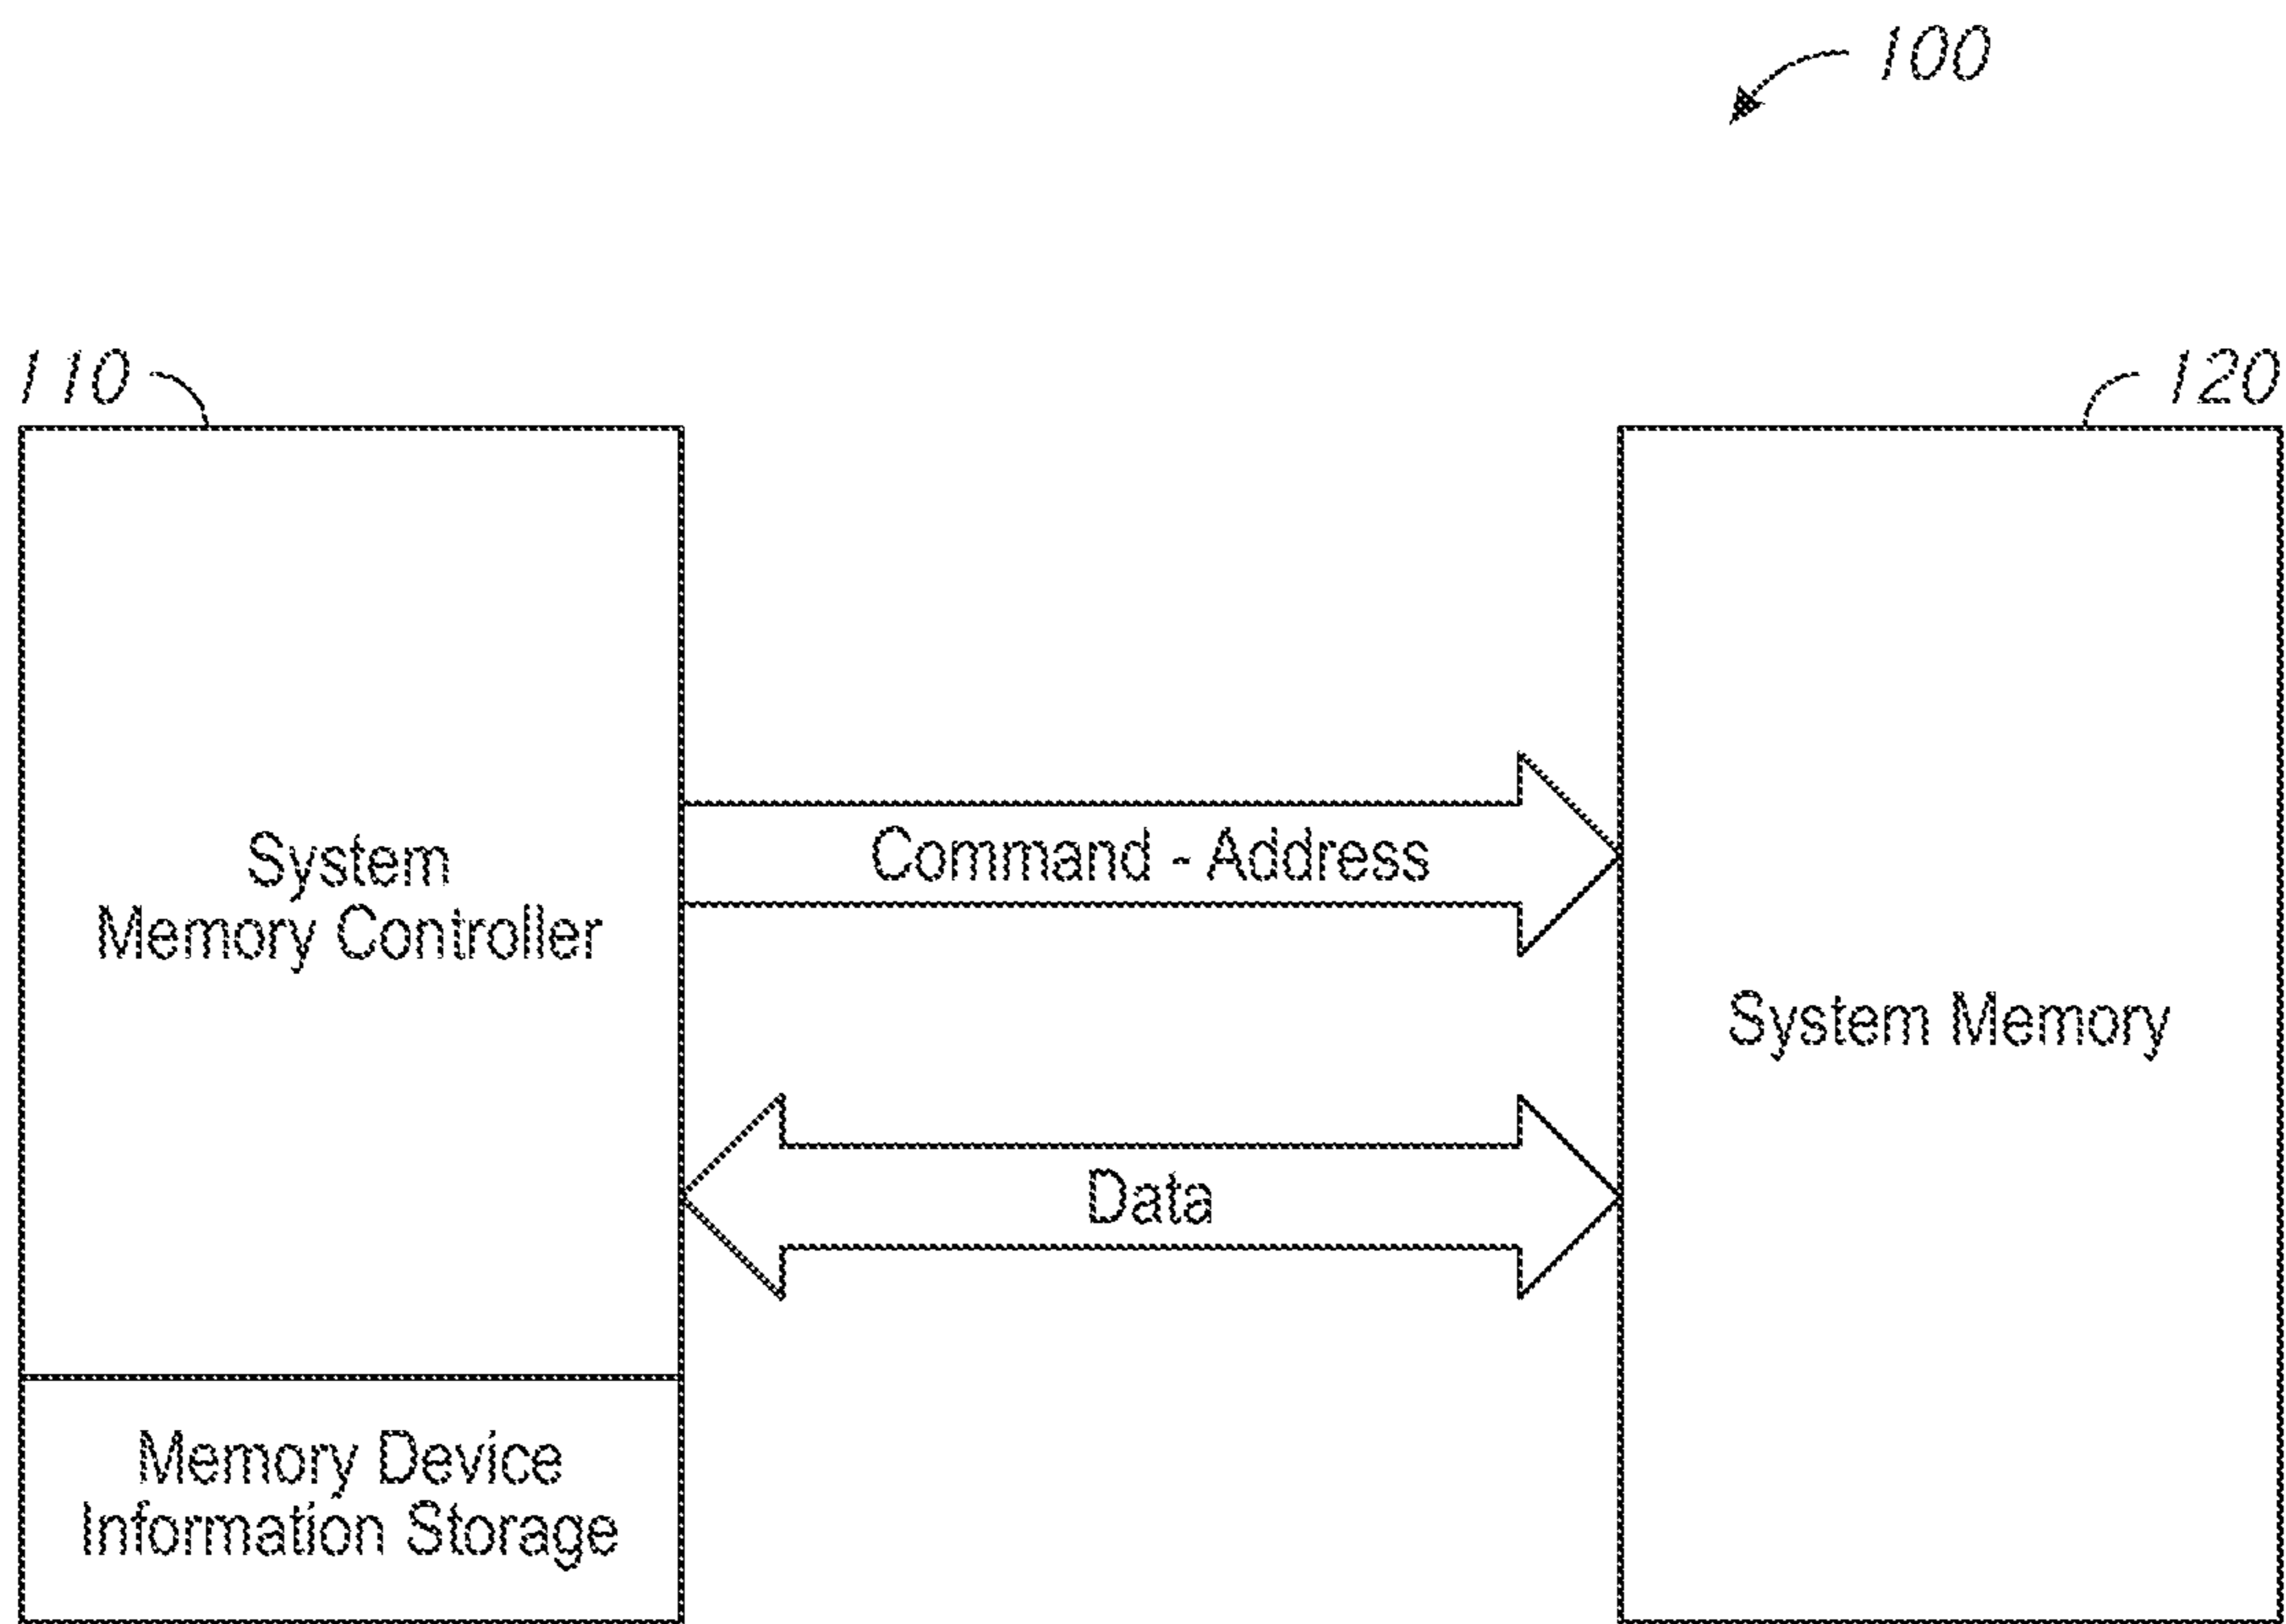 100
110
120
System
Memory Controller
Command - Address
System Memory
Data
Memory Device
Information Storage